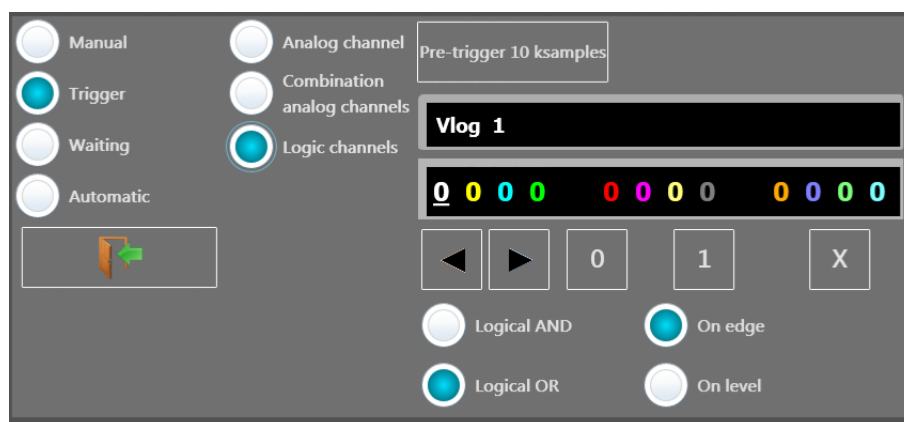 Manual
Trigger
Waiting
Automatic
Analog channel
Combination
analog channels
Logic channels
Pre-trigger 10 ksamples
Vlog 1
0 0 0 0 0 0 0 0 0 0 0 0
0 1 X
Logical AND
On edge
Logical OR
On level